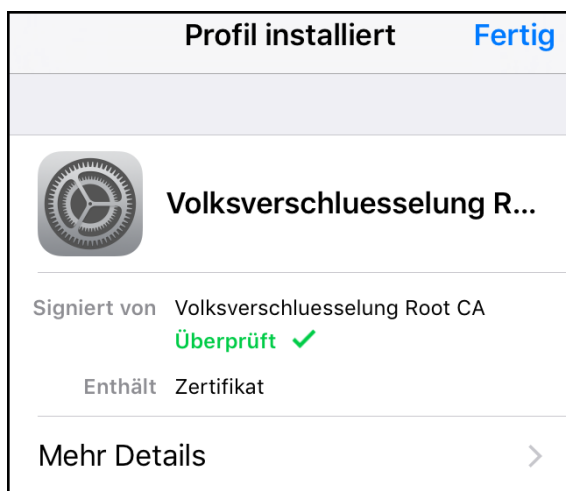 Profil installiert Fertig
Volksverschluesselung R...
Signiert von Volksverschluesselung Root CA
Überprüft ✓
Enthält Zertifikat
Mehr Details